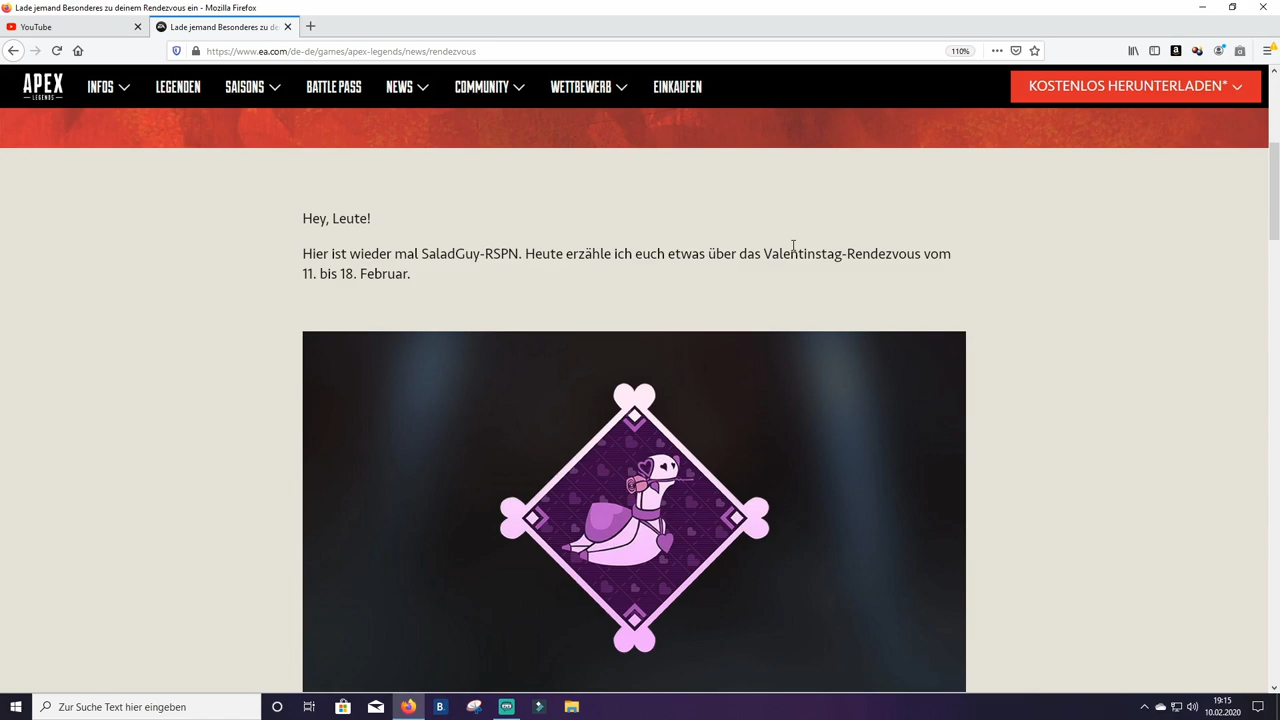 Lade jemand Besonderes zu deinem Rendezvous ein - Mozilla Firefox
YouTube
Lade jemand Besonderes zu de
https://www.ea.com/de-de/games/apex-legends/news/rendezvous
110%
APEX
LEGENDS
INFOS
LEGENDEN
SAISONS
BATTLE PASS
NEWS
COMMUNITY
WETTBEWERB
EINKAUFEN
KOSTENLOS HERUNTERLADEN*
Hey, Leute!
Hier ist wieder mal SaladGuy-RSPN. Heute erzähle ich euch etwas über das Valentinstag-Rendezvous vom
11. bis 18. Februar.
Zur Suche Text hier eingeben
19:15
10.02.2020